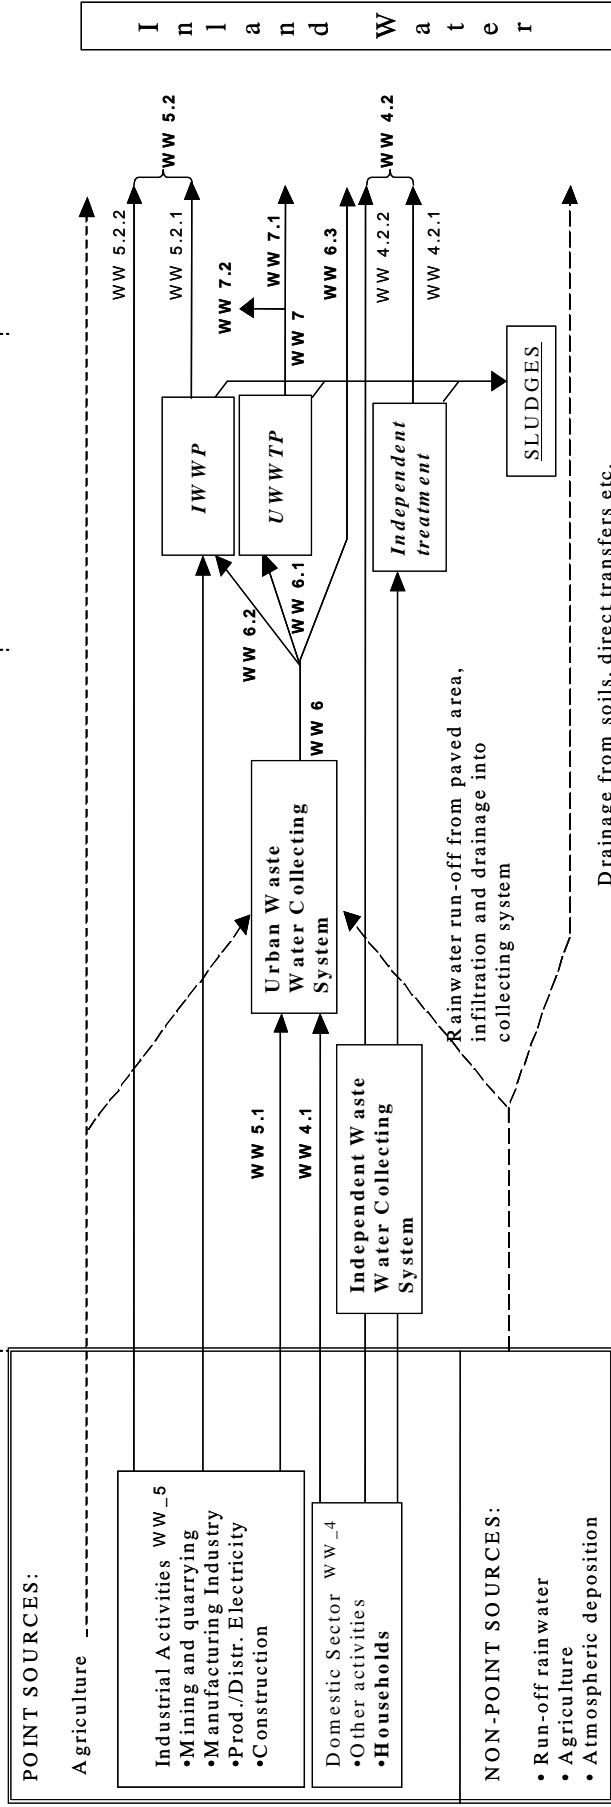 POINT SOURCES:
Agriculture
Industrial Activities WW_5
•Mining and quarrying
•Manufacturing Industry
•Prod./Distr. Electricity
•Construction
Domestic Sector WW_4
•Other activities
•Households
NON-POINT SOURCES:
• Run-off rainwater
• Agriculture
• Atmospheric deposition
WW 5.1
WW 4.1
Independent Waste
Water Collecting
System
Urban Waste
Water Collecting
System
Rainwater run-off from paved area,
infiltration and drainage into
collecting system
WW 6
WW 6.2
WW 6.1
IWWP
UWWTP
Independent
treatment
WW 7
WW 7.2
WW 7.1
WW 6.3
SLUDGES
WW 5.2.2
WW 5.2.1
WW 5.2
WW 4.2.2
WW 4.2.1
WW 4.2
Drainage from soils, direct transfers etc.
Inland Water